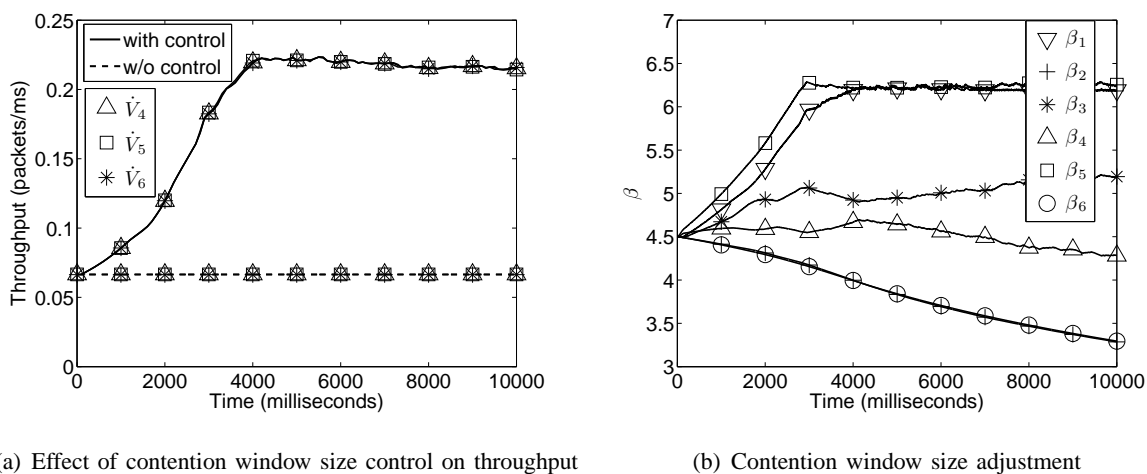 0.25
0.2
0.15
0.1
0.05
0
Throughput (packets/ms)
with control
w/o control
V̇4
V̇5
V̇6
0 2000 4000 6000 8000 10000
Time (milliseconds)
(a) Effect of contention window size control on throughput
7
6.5
6
5.5
5
4.5
4
3.5
3
β
β1
β2
β3
β4
β5
β6
0 2000 4000 6000 8000 10000
Time (milliseconds)
(b) Contention window size adjustment